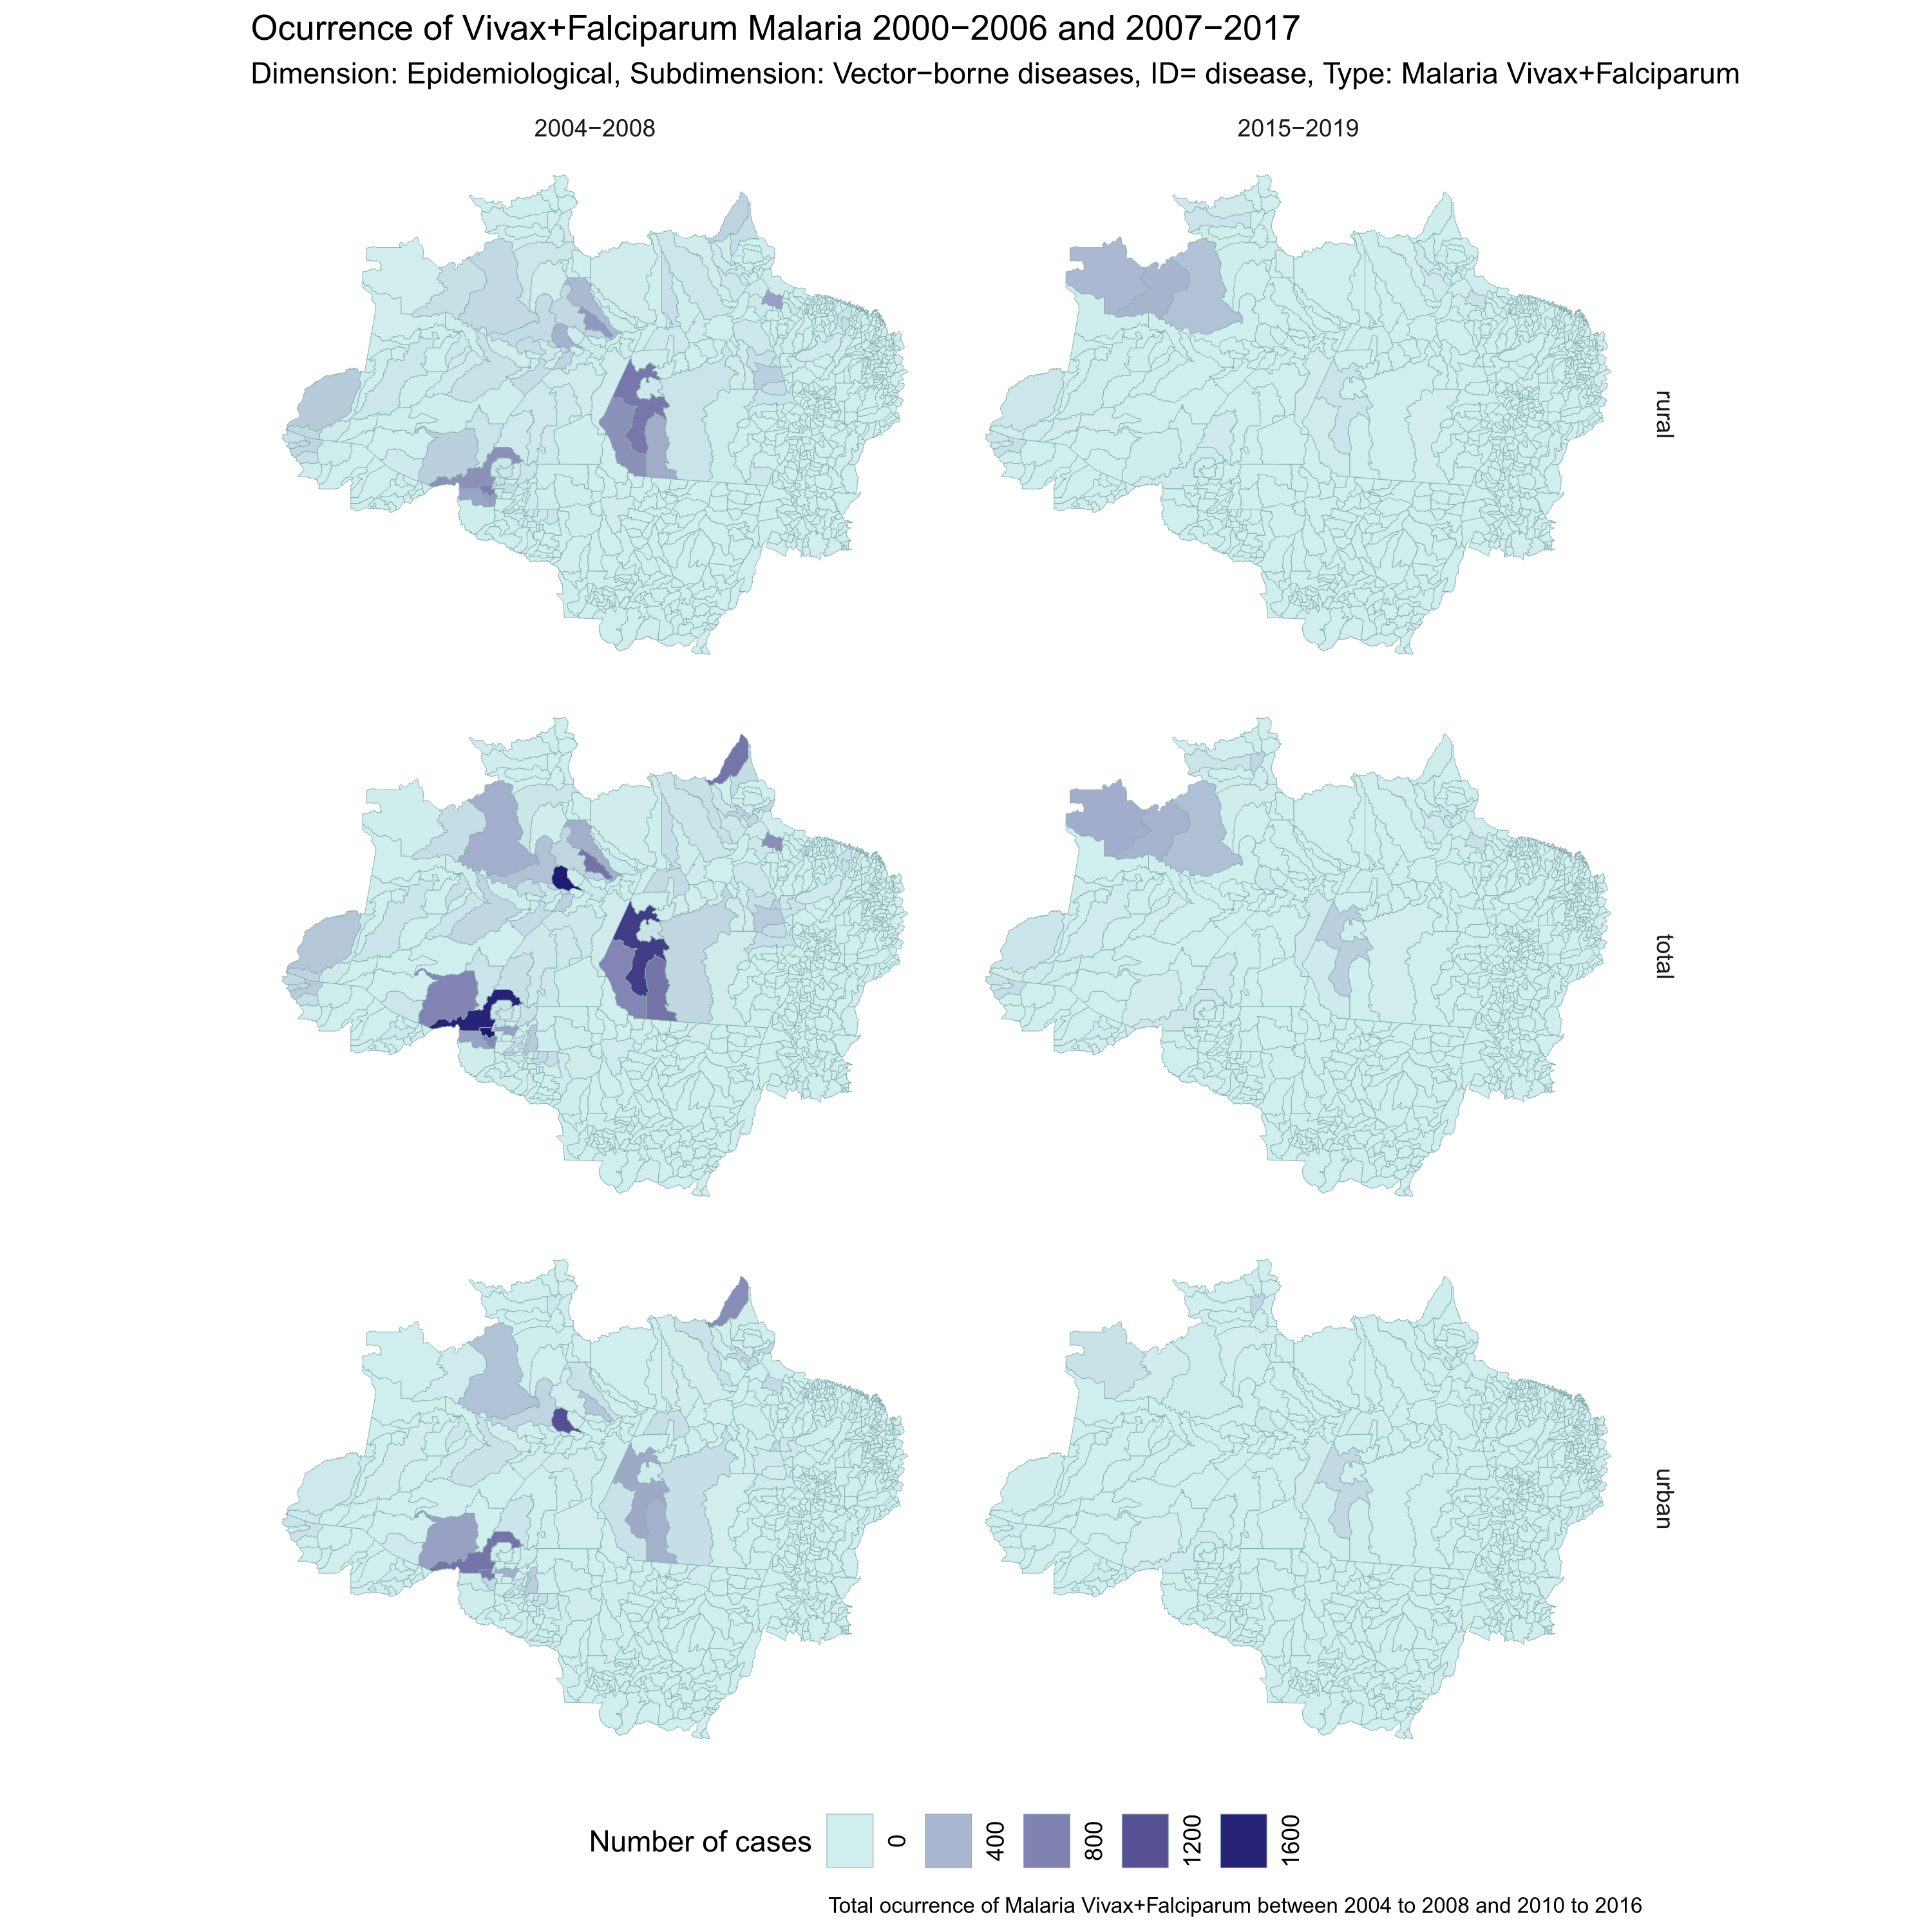 Ocurrence of Vivax+Falciparum Malaria 2000−2006 and 2007−2017
Dimension: Epidemiological, Subdimension: Vector−borne diseases, ID= disease, Type: Malaria Vivax+Falciparum
2004−2008
2015−2019
rural
total
urban
Number of cases
0
400
800
1200
1600
Total ocurrence of Malaria Vivax+Falciparum between 2004 to 2008 and 2010 to 2016